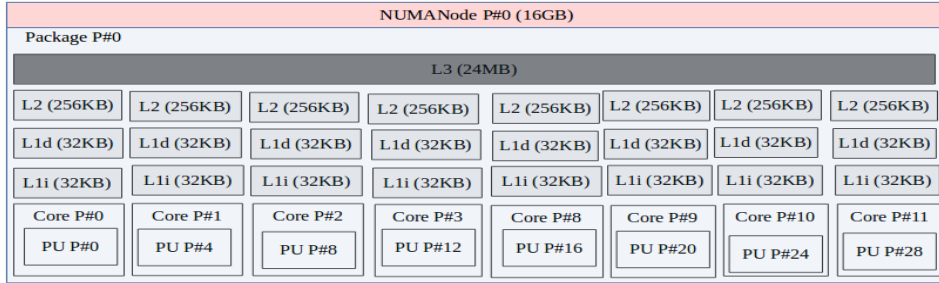 NUMANode P#0 (16GB)
Package P#0
L3 (24MB)
L2 (256KB) L2 (256KB) L2 (256KB) L2 (256KB) L2 (256KB) L2 (256KB) L2 (256KB) L2 (256KB)
L1d (32KB) L1d (32KB) L1d (32KB) L1d (32KB) L1d (32KB) L1d (32KB) L1d (32KB) L1d (32KB)
L1i (32KB) L1i (32KB) L1i (32KB) L1i (32KB) L1i (32KB) L1i (32KB) L1i (32KB) L1i (32KB)
Core P#0 Core P#1 Core P#2 Core P#3 Core P#8 Core P#9 Core P#10 Core P#11
PU P#0 PU P#4 PU P#8 PU P#12 PU P#16 PU P#20 PU P#24 PU P#28